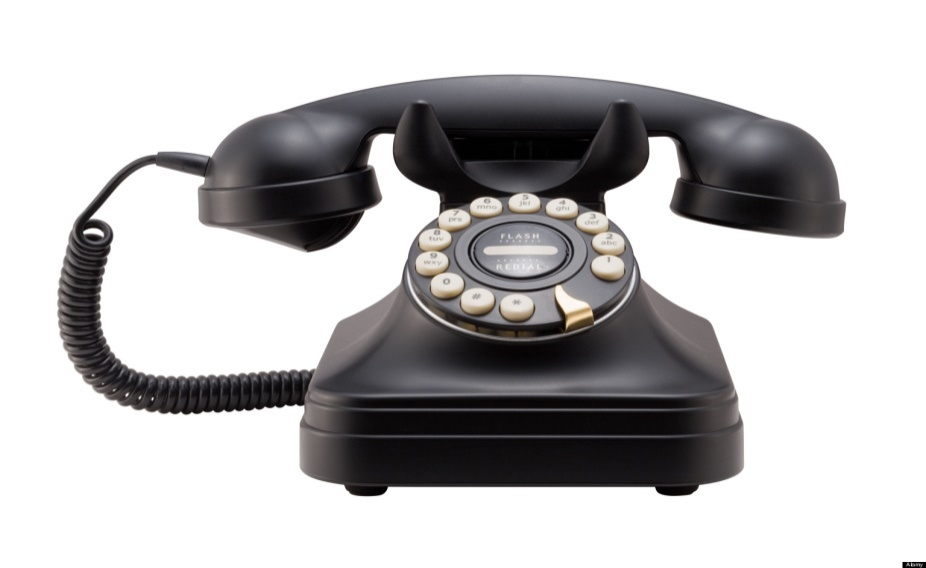 5
jkl
4
ghi
3
def
2
abc
1
6
mno
7
prs
8
tuv
9
wxy
0
#
*
FLASH
REDIAL
Alamy